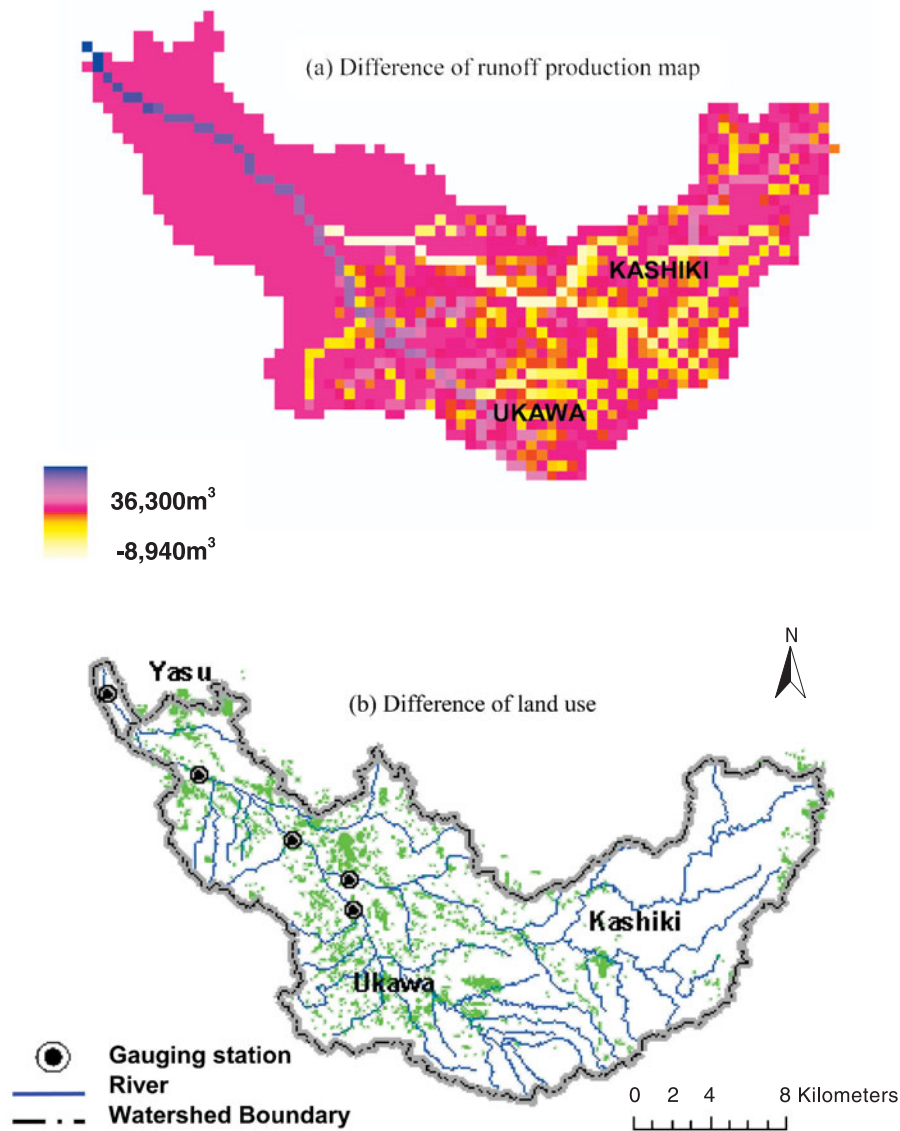 (a) Difference of runoff production map
KASHIKI
UKAWA
36,300m³
-8,940m³
N
Yasu
(b) Difference of land use
Kashiki
Ukawa
Gauging station
River
Watershed Boundary
0 2 4 8 Kilometers